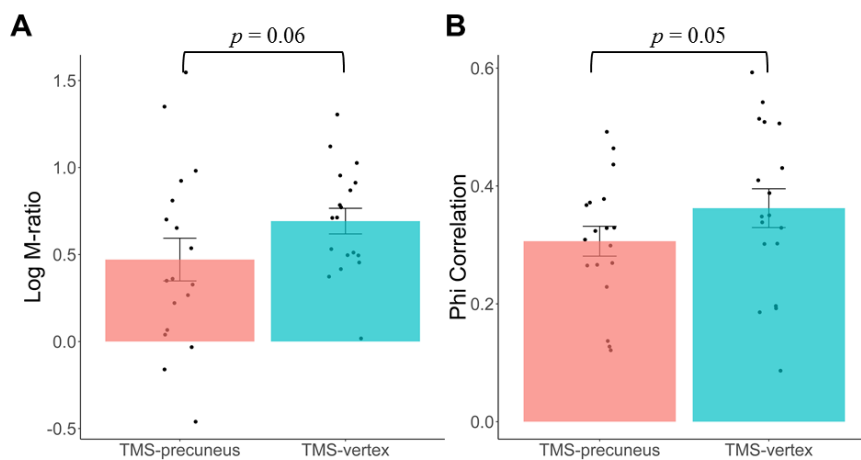 A
p = 0.06
1.5
1.0
0.5
0.0
-0.5
Log M-ratio
TMS-precuneus TMS-vertex
B
p = 0.05
0.6
0.4
0.2
0.0
Phi Correlation
TMS-precuneus TMS-vertex